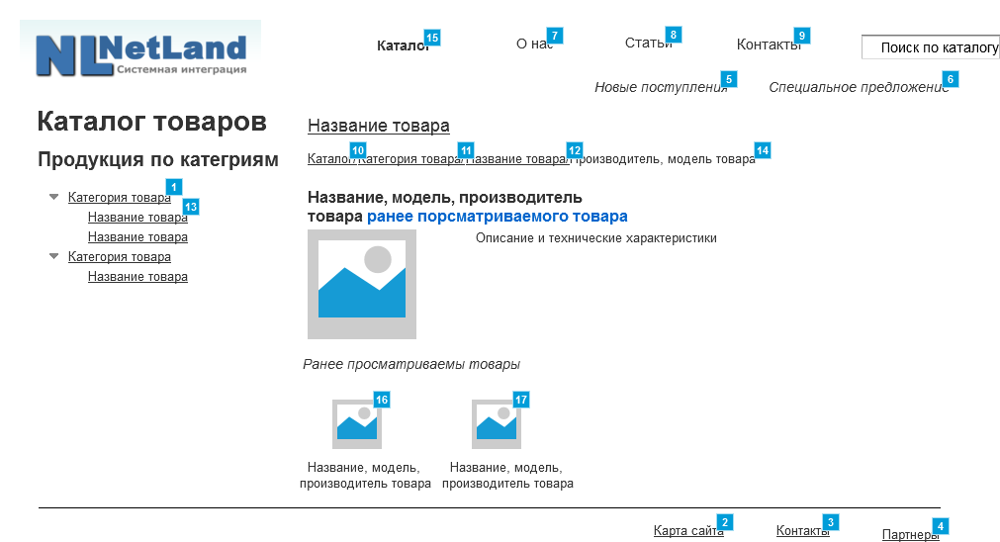 NL NetLand
Системная интеграция
Каталог 15
О нас 7
Статьи 8
Контакты 9
Поиск по каталогу
Новые поступления 5
Специальное предложение 6
Каталог товаров
Продукция по категриям
Категория товара 1
Название товара 13
Название товара
Категория товара
Название товара
Название товара
Каталог/Категория товара/Название товара/Производитель, модель товара
10 11 12 14
Название, модель, производитель
товара ранее порсматриваемого товара
Описание и технические характеристики
Ранее просматриваемы товары
16 17
Название, модель,
производитель товара
Название, модель,
производитель товара
Карта сайта 2
Контакты 3
Партнеры 4